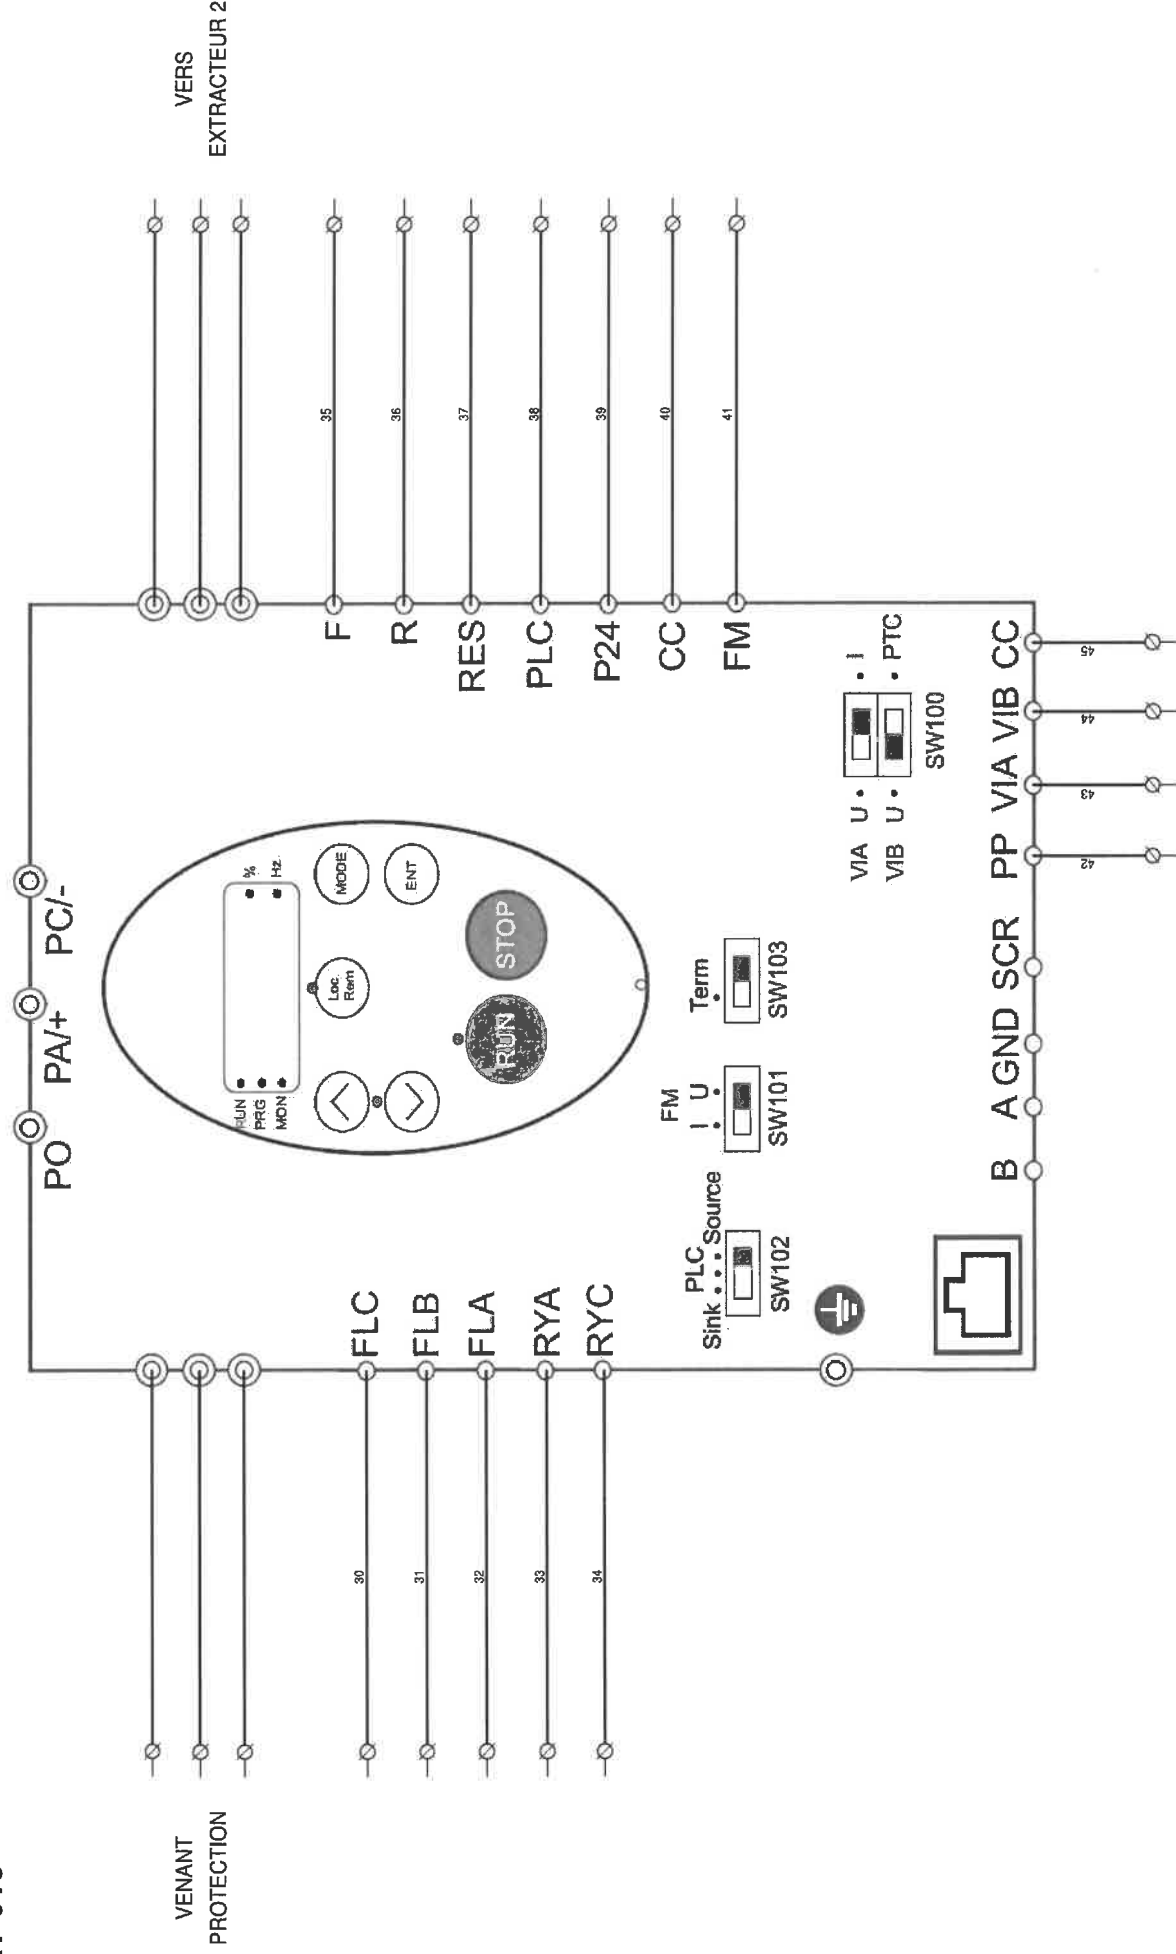 VENANT
PROTECTION
VERS
EXTRACTEUR 2
PO
PA/+
PC/-
RUN
PRG
MON
%
Hz
Loc
Rem
MODE
ENT
RUN
STOP
FLC
FLB
FLA
RYA
RYC
30
31
32
33
34
F
R
RES
PLC
P24
CC
FM
35
36
37
38
39
40
41
PLC
Sink
Source
SW102
FM
I
U
SW101
Term
SW103
VIA U
I
VIB U
PTC
SW100
B
A
GND
SCR
PP
VIA
VIB
CC
42
43
44
45